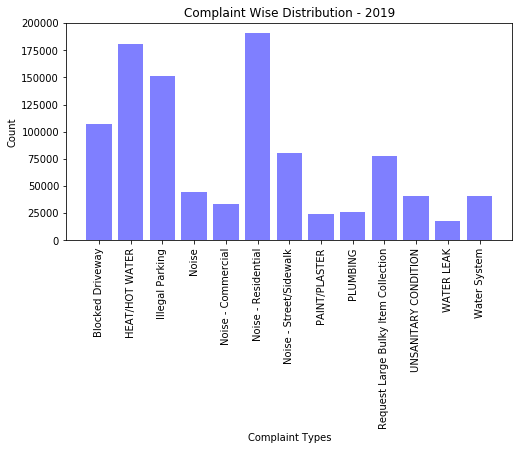 Complaint Wise Distribution - 2019
200000
175000
150000
125000
100000
75000
50000
25000
0
Count
Blocked Driveway
HEAT/HOT WATER
Illegal Parking
Noise
Noise - Commercial
Noise - Residential
Noise - Street/Sidewalk
PAINT/PLASTER
PLUMBING
Request Large Bulky Item Collection
UNSANITARY CONDITION
WATER LEAK
Water System
Complaint Types